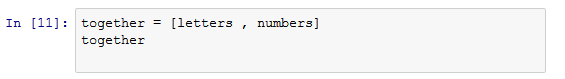 In [11]: together = [letters , numbers]
together